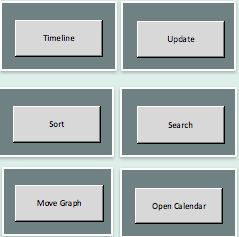 Timeline
Update
Sort
Search
Move Graph
Open Calendar